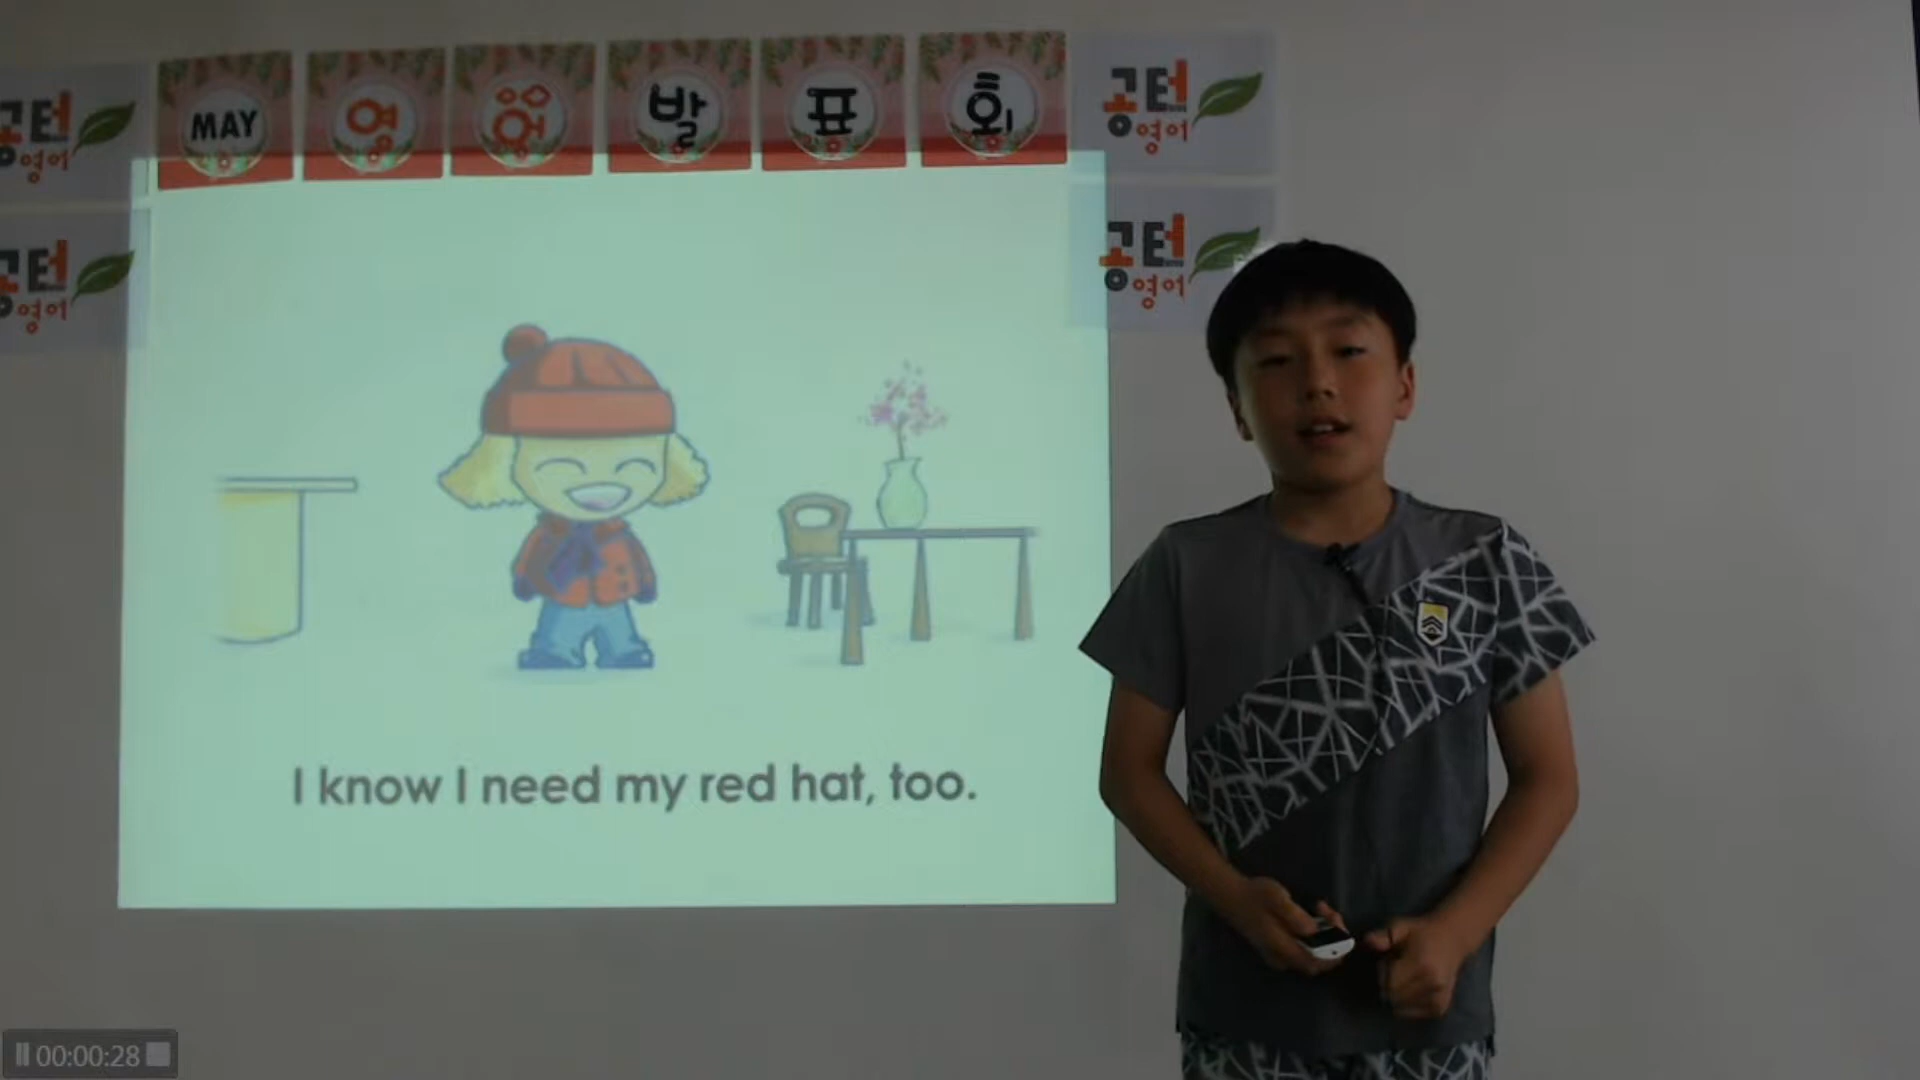 MAY 영 어 발 표 회
공터
영어
공터
영어
공터
영어
공터
영어
I know I need my red hat, too.
00:00:28